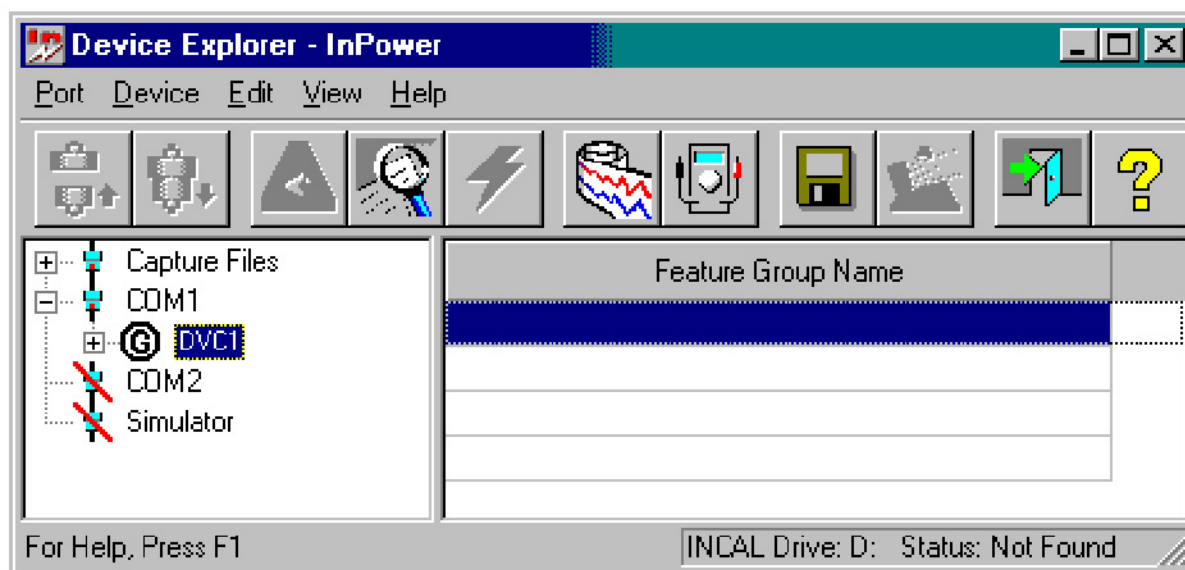 Device Explorer - InPower
Port Device Edit View Help
Capture Files
COM1
G DVC1
COM2
Simulator
Feature Group Name
For Help, Press F1
INCAL Drive: D: Status: Not Found